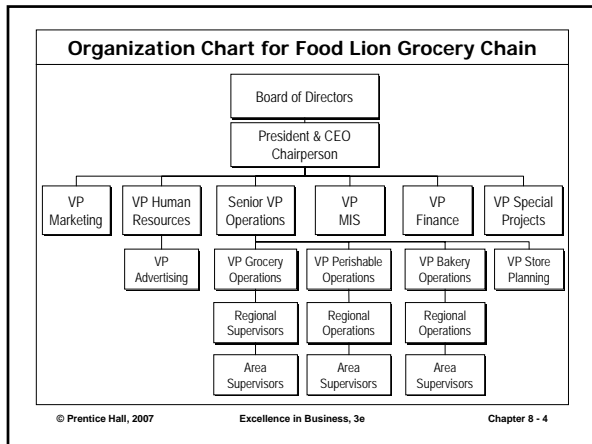 Organization Chart for Food Lion Grocery Chain
Board of Directors
President & CEO
Chairperson
VP
Marketing
VP Human
Resources
Senior VP
Operations
VP
MIS
VP
Finance
VP Special
Projects
VP
Advertising
VP Grocery
Operations
VP Perishable
Operations
VP Bakery
Operations
VP Store
Planning
Regional
Supervisors
Regional
Operations
Regional
Operations
Area
Supervisors
Area
Supervisors
Area
Supervisors
© Prentice Hall, 2007
Excellence in Business, 3e
Chapter 8 - 4